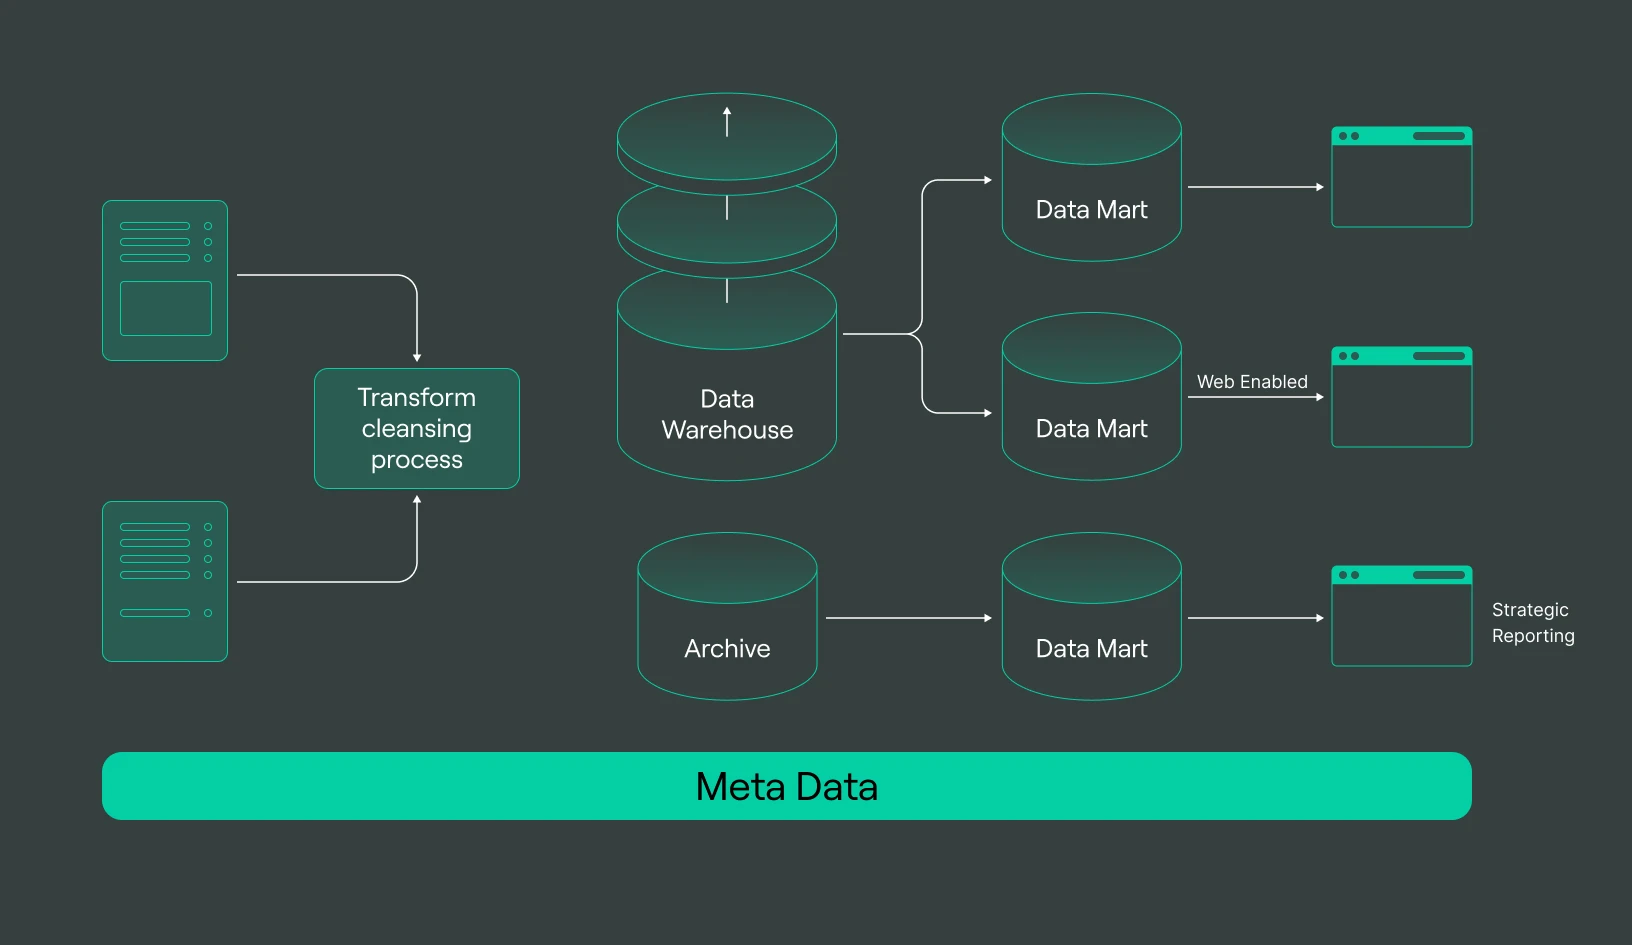 Data Mart
Transform
cleansing
process
Data
Warehouse
Web Enabled
Data Mart
Archive
Data Mart
Strategic
Reporting
Meta Data